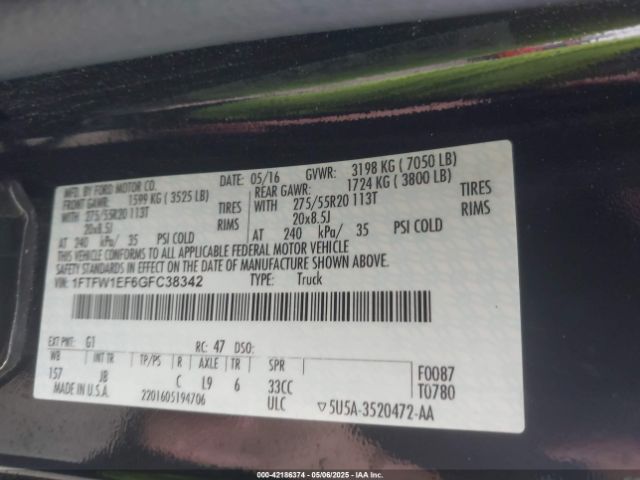 MFD. BY FORD MOTOR CO.
DATE: 05/16 GVWR: 3198 KG ( 7050 LB)
FRONT GAWR: 1599 KG ( 3525 LB) REAR GAWR: 1724 KG ( 3800 LB)
WITH 275/55R20 113T TIRES WITH 275/55R20 113T TIRES
20x8.5J RIMS 20x8.5J RIMS
AT 240 kPa/ 35 PSI COLD AT 240 kPa/ 35 PSI COLD
THIS VEHICLE CONFORMS TO ALL APPLICABLE FEDERAL MOTOR VEHICLE
SAFETY STANDARDS IN EFFECT ON THE DATE OF MANUFACTURE SHOWN ABOVE.
VIN: 1FTFW1EF6GFC38342 TYPE: Truck
EXT PNT: G1 RC: 47 DSO:
WB INT TR TP/PS R AXLE TR SPR F0087
157 JB C L9 6 33CC T0780
MADE IN U.S.A. 2201605194706 ULC ▽5U5A-3520472-AA
000-42186374 | 05/06/2025 - IAA Inc.